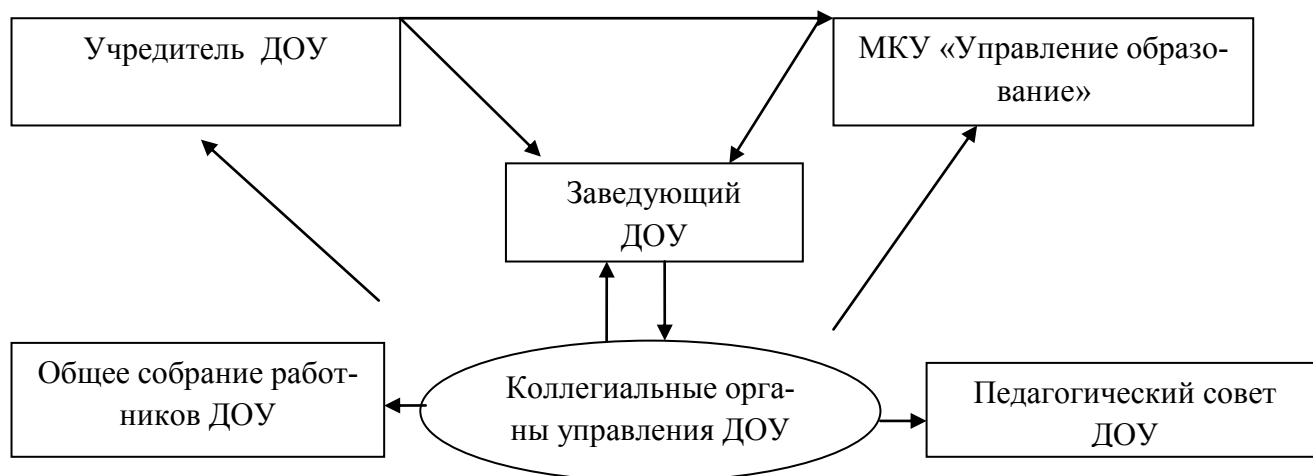 Учредитель ДОУ
МКУ «Управление образо-
вание»
Заведующий
ДОУ
Общее собрание работ-
ников ДОУ
Коллегиальные орга-
ны управления ДОУ
Педагогический совет
ДОУ